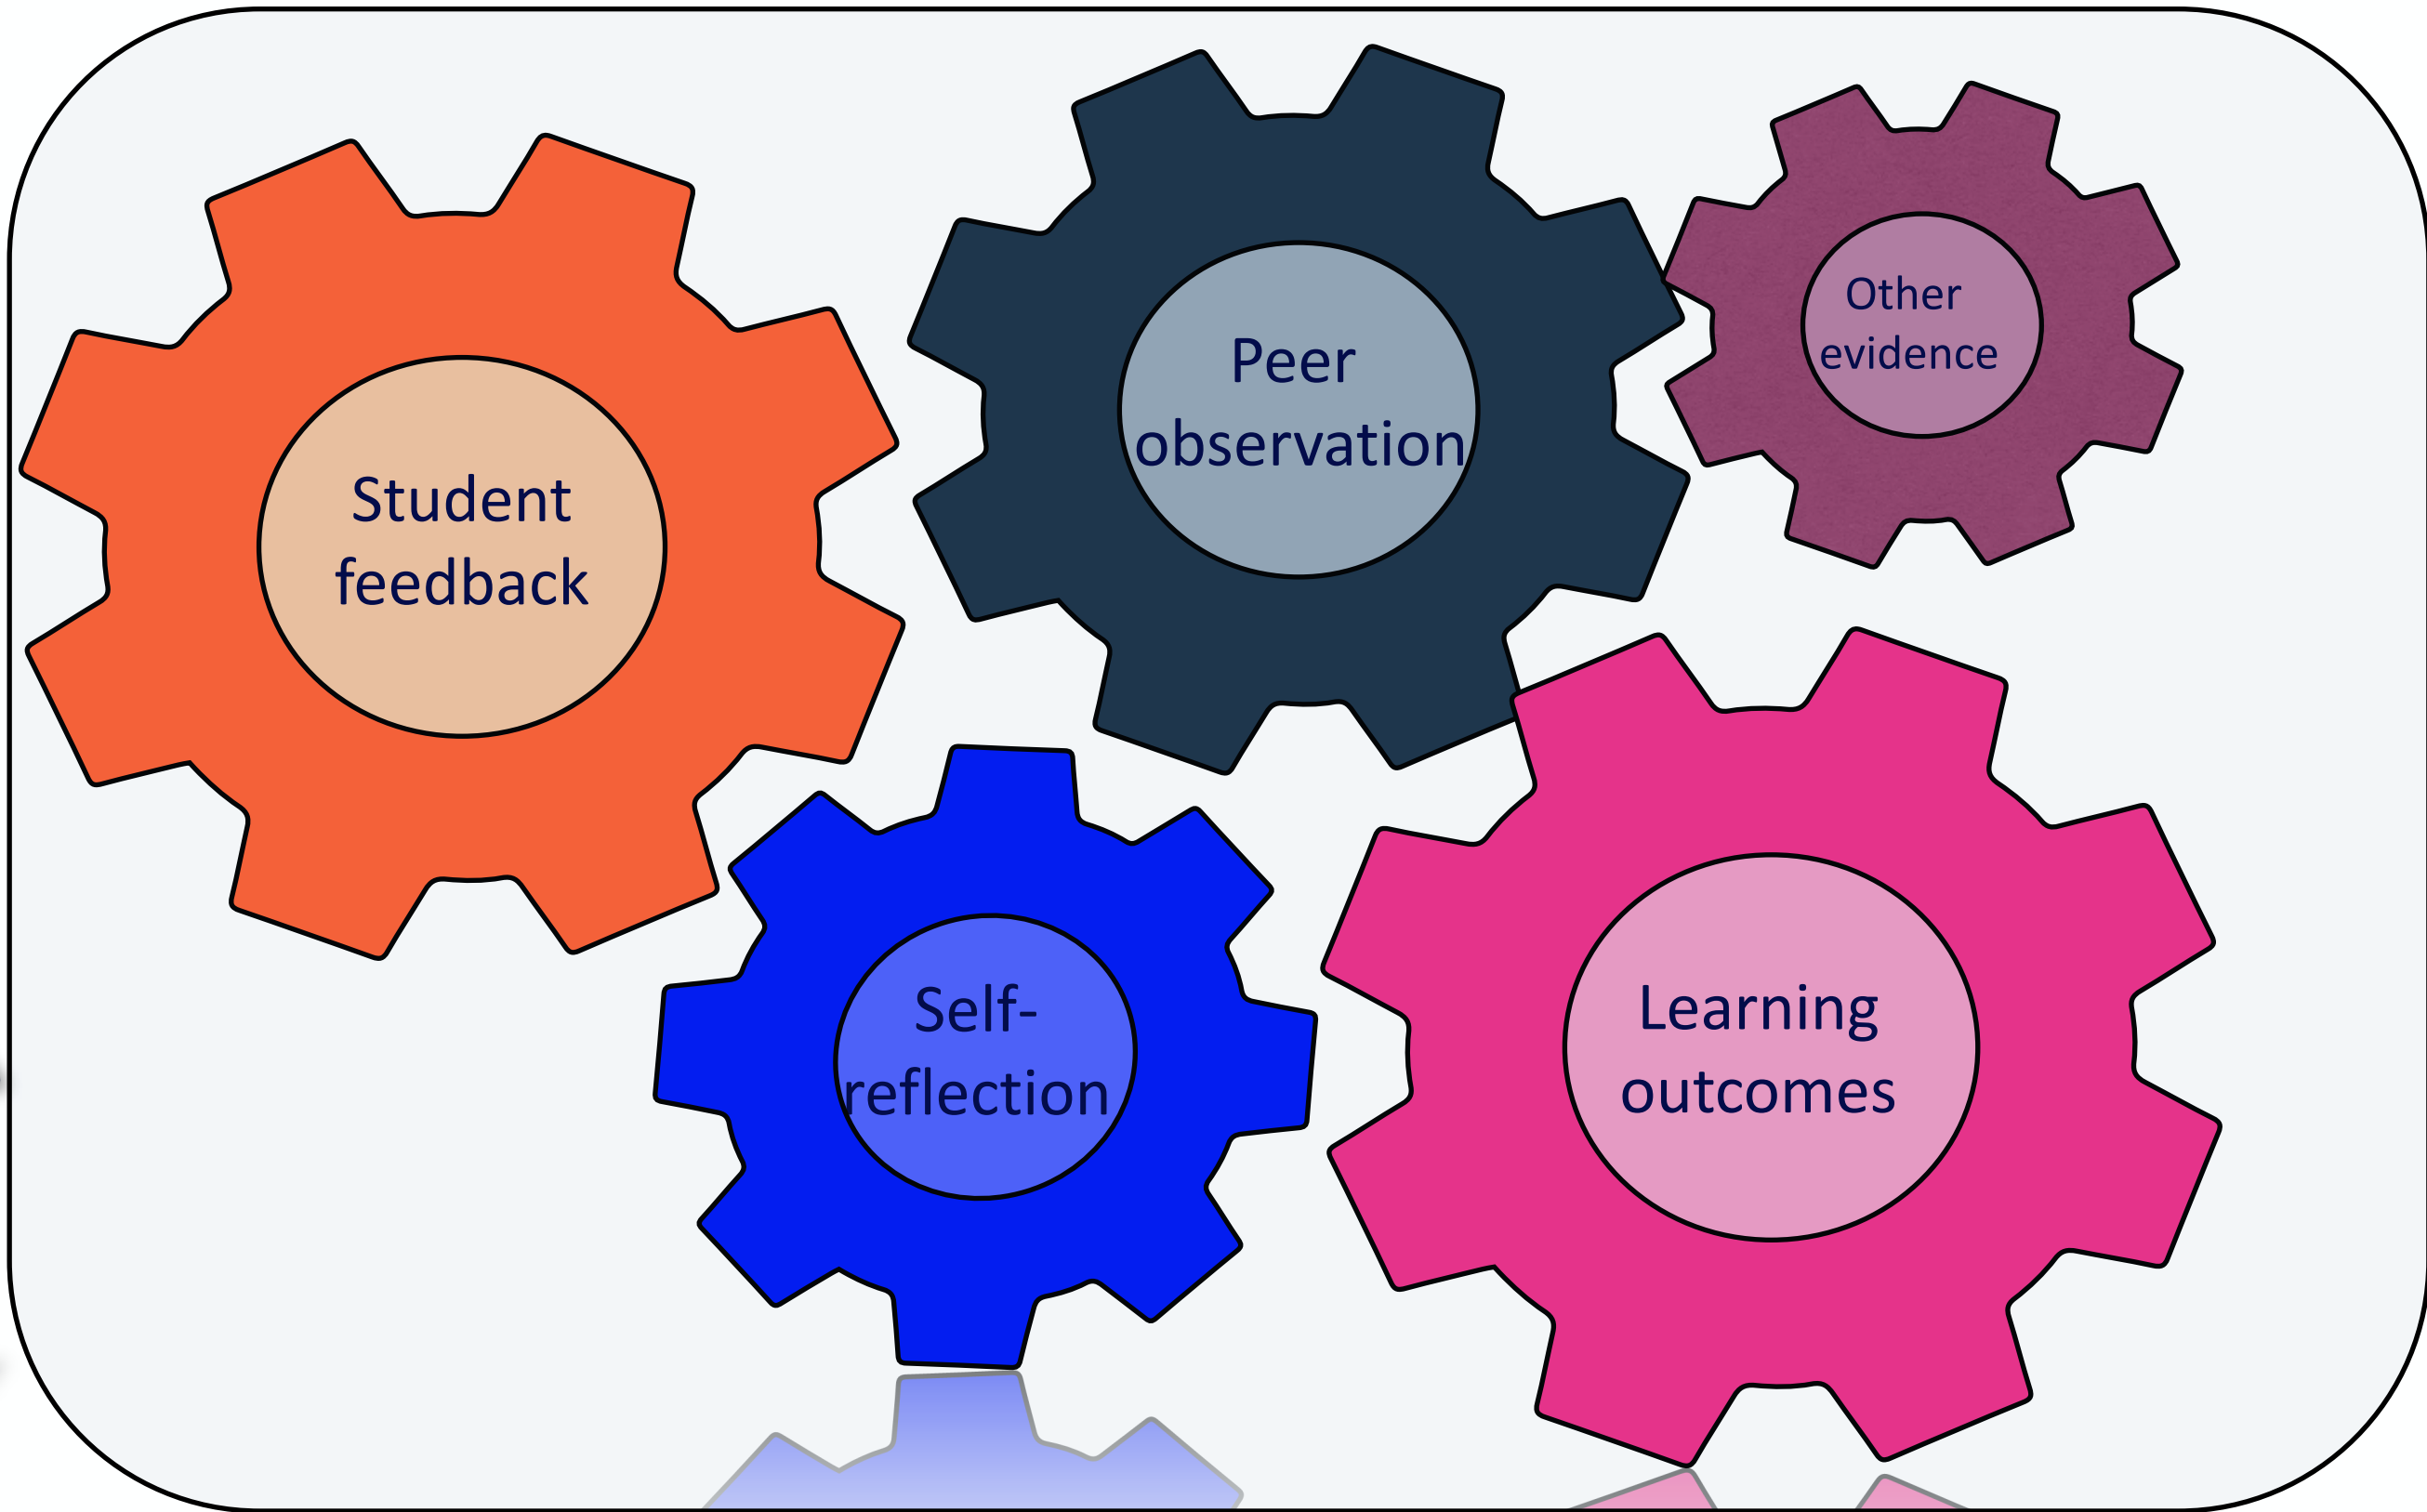 Student
feedback
Peer
observation
Other
evidence
Self-
reflection
Learning
outcomes